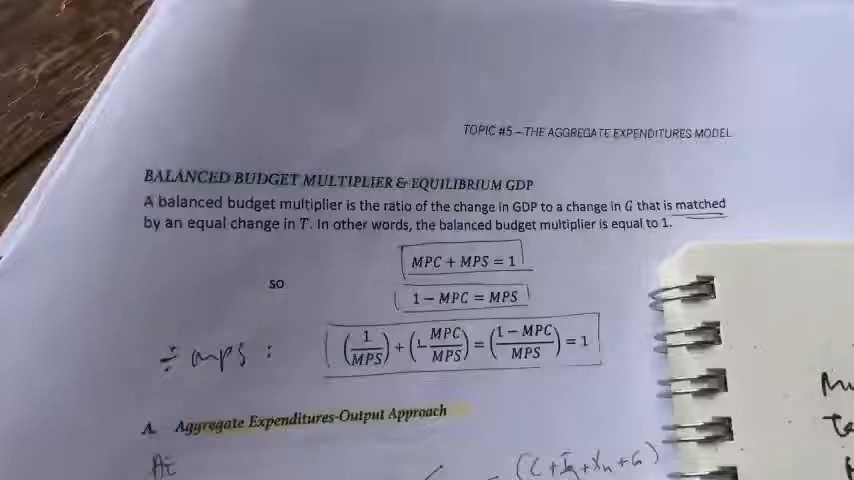 TOPIC #5 – THE AGGREGATE EXPENDITURES MODEL
BALANCED BUDGET MULTIPLIER & EQUILIBRIUM GDP
A balanced budget multiplier is the ratio of the change in GDP to a change in G that is matched
by an equal change in T. In other words, the balanced budget multiplier is equal to 1.
MPC + MPS = 1
so
1 − MPC = MPS
÷ mps :
(1/MPS) + (−MPC/MPS) = (1 − MPC/MPS) = 1
A. Aggregate Expenditures-Output Approach
(C + Ig + Xn + G)